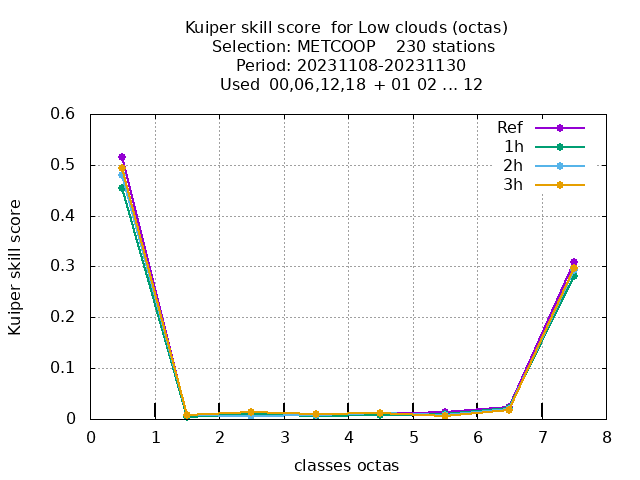 Kuiper skill score for Low clouds (octas)
Selection: METCOOP 230 stations
Period: 20231108-20231130
Used 00,06,12,18 + 01 02 ... 12
Ref
1h
2h
3h
0.6
0.5
0.4
0.3
0.2
0.1
0
Kuiper skill score
0 1 2 3 4 5 6 7 8
classes octas